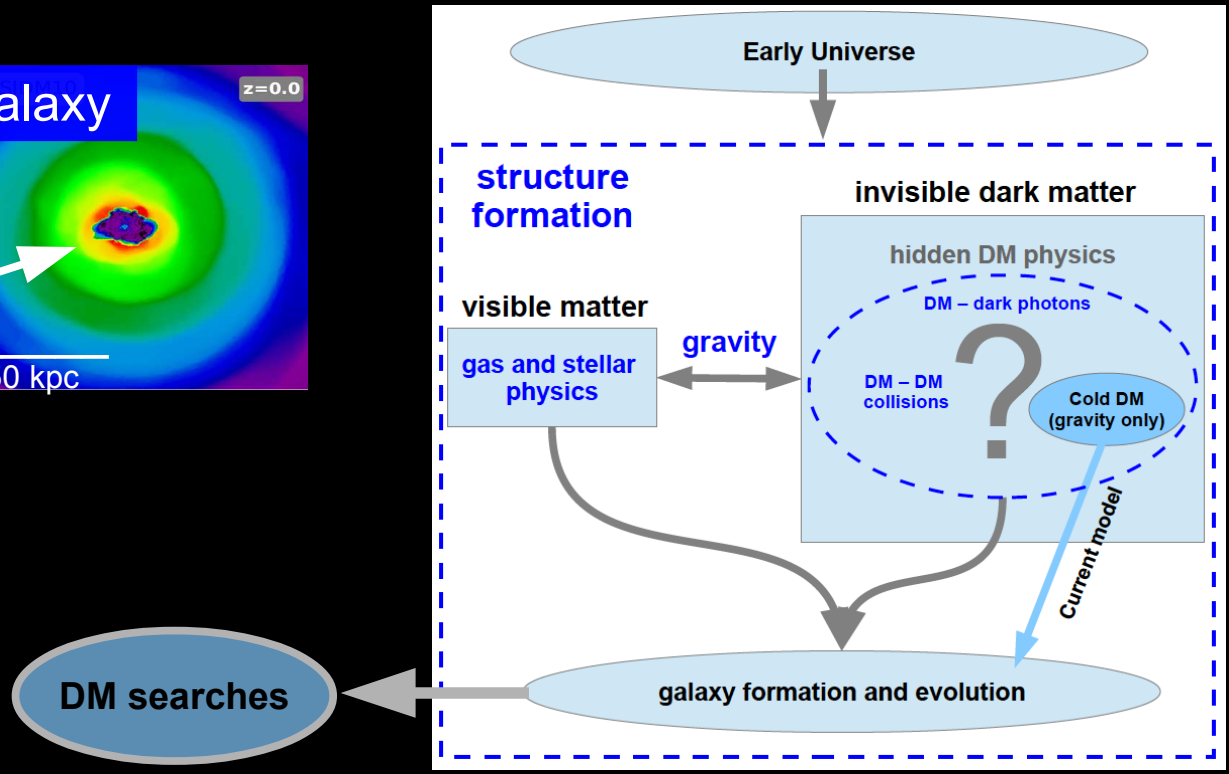 alaxy
z=0.0
0 kpc
Early Universe
structure
formation
invisible dark matter
hidden DM physics
DM – dark photons
visible matter
gravity
gas and stellar
physics
DM – DM
collisions
?
Cold DM
(gravity only)
Current model
DM searches
galaxy formation and evolution